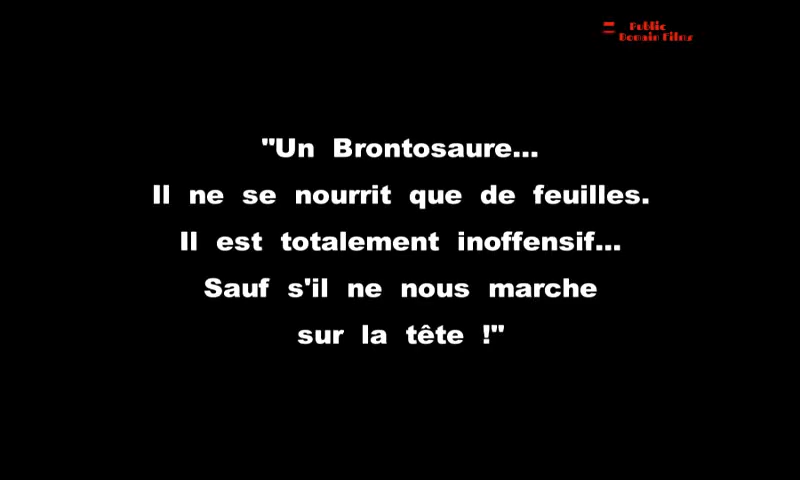 Public
Domain Films
"Un Brontosaure...
Il ne se nourrit que de feuilles.
Il est totalement inoffensif...
Sauf s'il ne nous marche
sur la tête !"